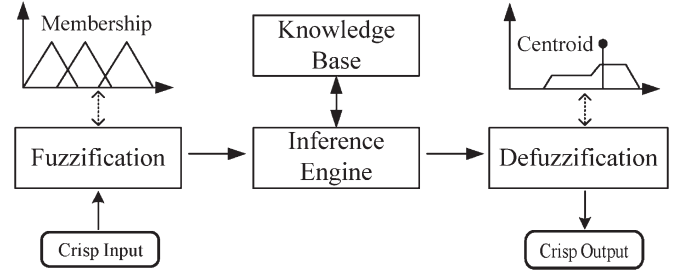 Membership
Knowledge
Base
Centroid
Fuzzification
Inference
Engine
Defuzzification
Crisp Input
Crisp Output